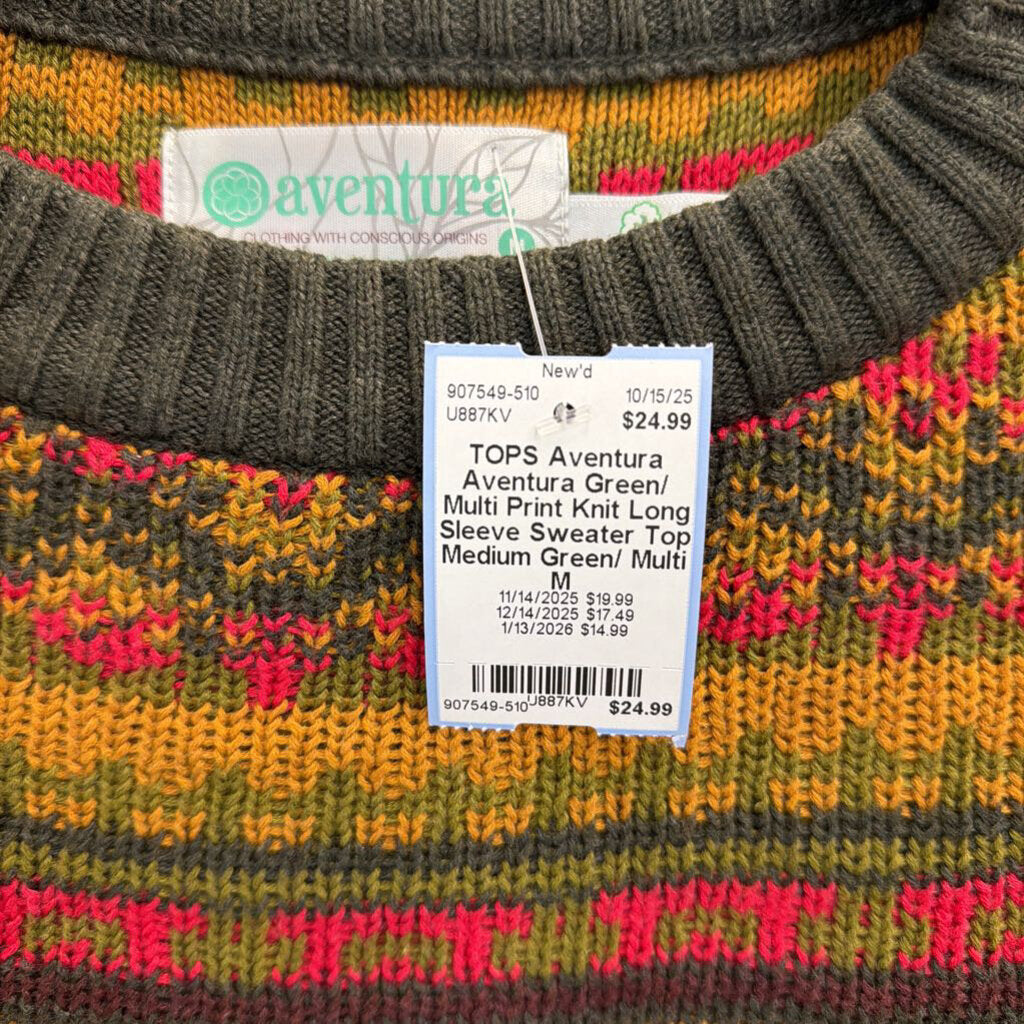 aventura
CLOTHING WITH CONSCIOUS ORIGINS
M
New'd
907549-510 10/15/25
U887KV $24.99
TOPS Aventura
Aventura Green/
Multi Print Knit Long
Sleeve Sweater Top
Medium Green/ Multi
M
11/14/2025 $19.99
12/14/2025 $17.49
1/13/2026 $14.99
907549-510 U887KV $24.99